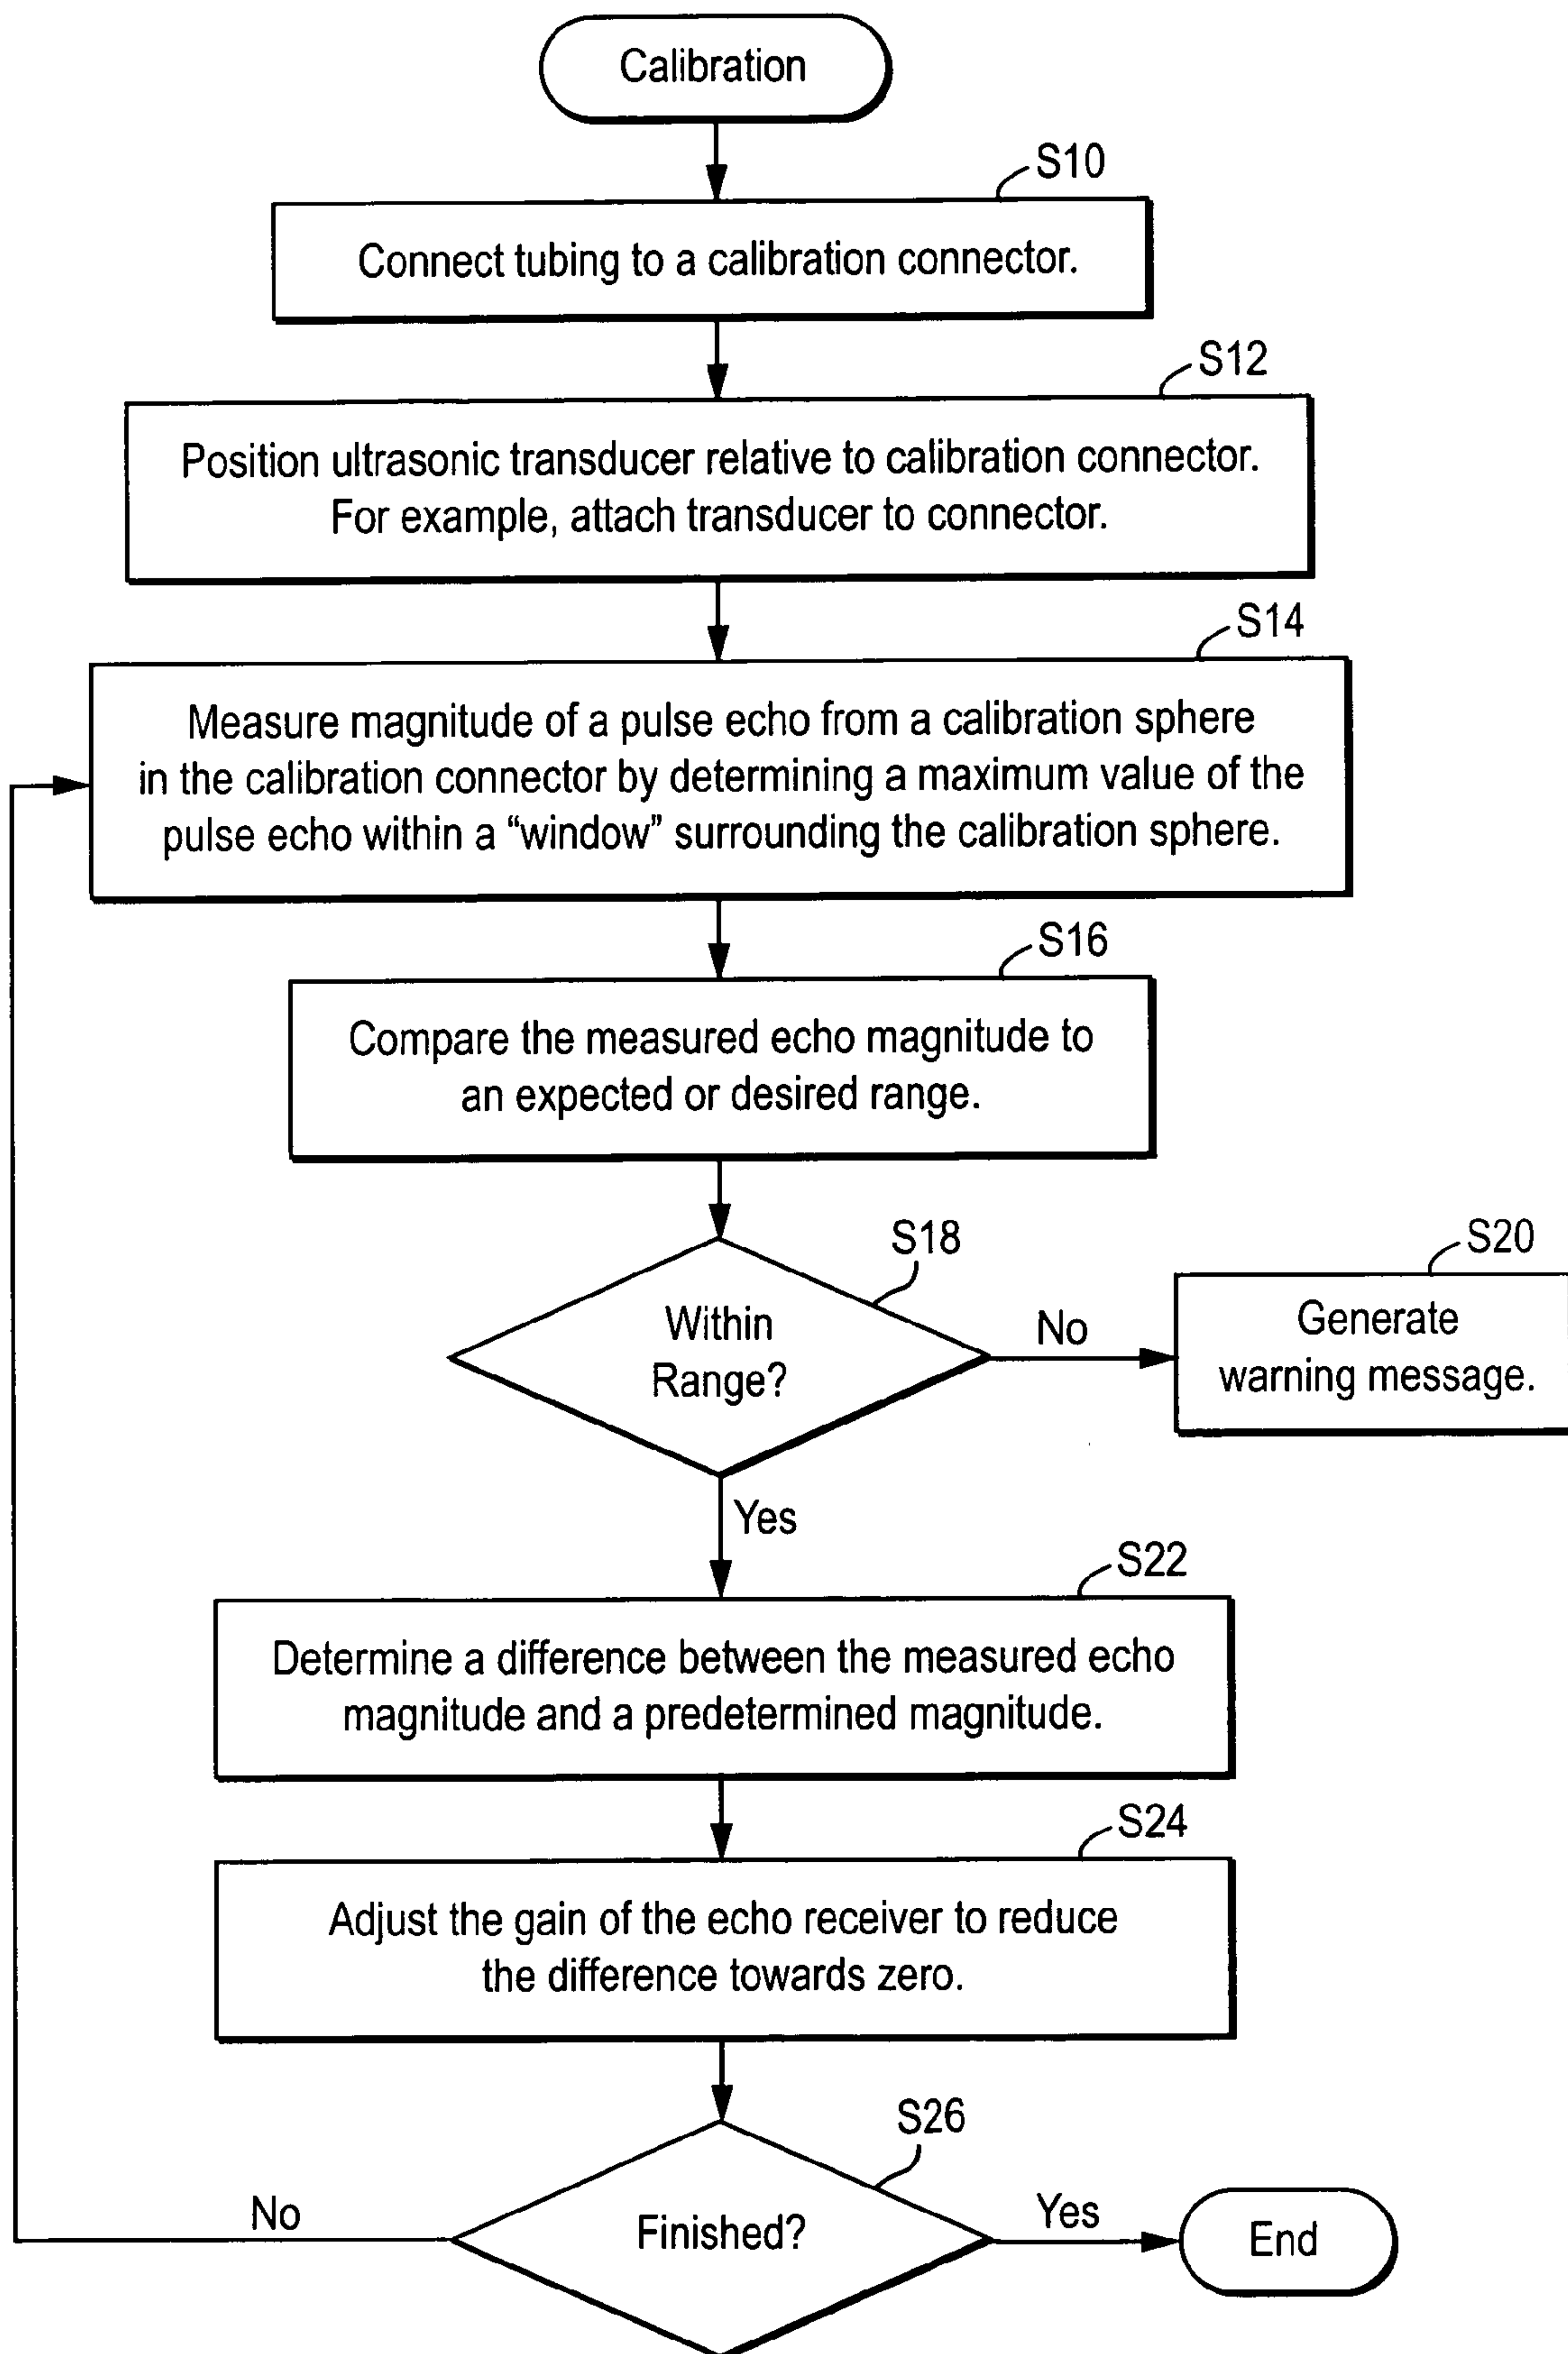 Calibration
S10
Connect tubing to a calibration connector.
S12
Position ultrasonic transducer relative to calibration connector.
For example, attach transducer to connector.
S14
Measure magnitude of a pulse echo from a calibration sphere
in the calibration connector by determining a maximum value of the
pulse echo within a “window” surrounding the calibration sphere.
S16
Compare the measured echo magnitude to
an expected or desired range.
S18
Within
Range?
No
S20
Generate
warning message.
Yes
S22
Determine a difference between the measured echo
magnitude and a predetermined magnitude.
S24
Adjust the gain of the echo receiver to reduce
the difference towards zero.
S26
Finished?
No
Yes
End